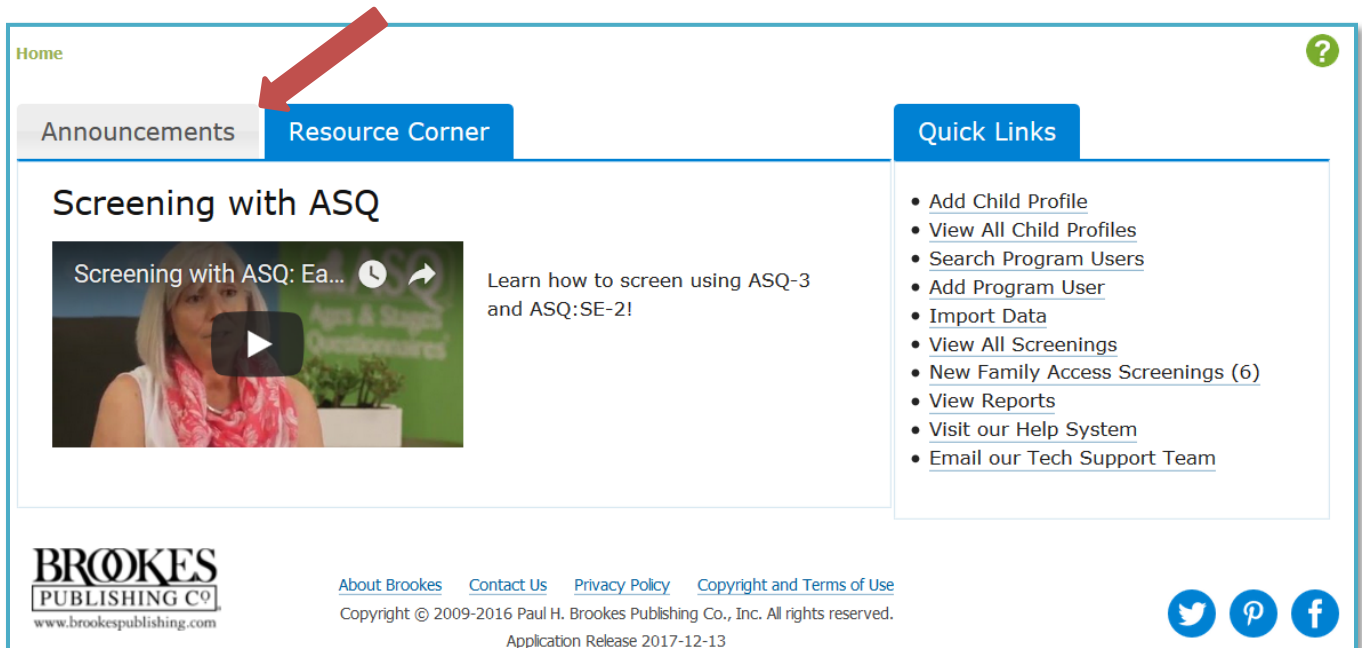 Home
?
Announcements
Resource Corner
Quick Links
Screening with ASQ
Screening with ASQ: Ea...
ASQ
Ages & Stages
Questionnaires
Learn how to screen using ASQ-3
and ASQ:SE-2!
Add Child Profile
View All Child Profiles
Search Program Users
Add Program User
Import Data
View All Screenings
New Family Access Screenings (6)
View Reports
Visit our Help System
Email our Tech Support Team
BROOKES
PUBLISHING CO
www.brookespublishing.com
About Brookes Contact Us Privacy Policy Copyright and Terms of Use
Copyright © 2009-2016 Paul H. Brookes Publishing Co., Inc. All rights reserved.
Application Release 2017-12-13